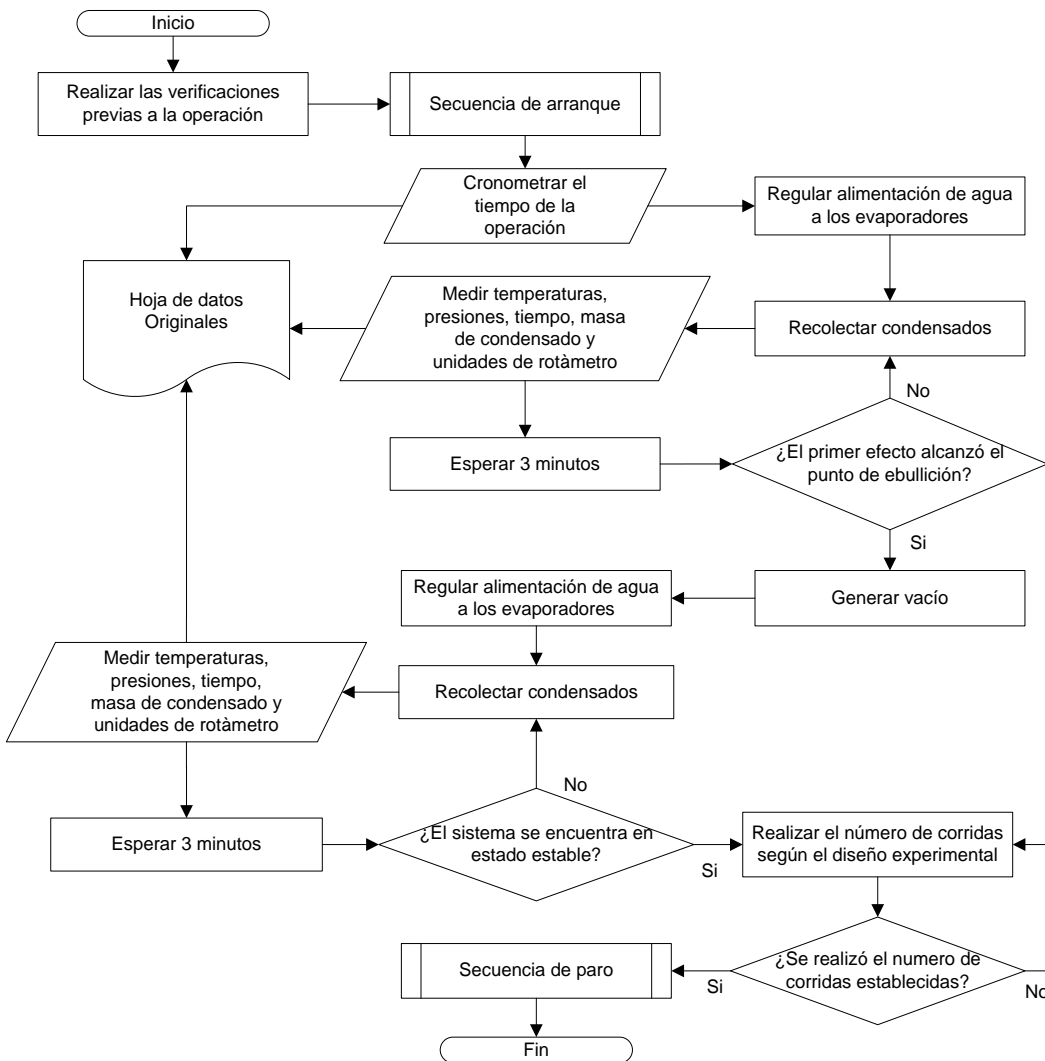 Inicio
Realizar las verificaciones
previas a la operación
Secuencia de arranque
Cronometrar el
tiempo de la
operación
Regular alimentación de agua
a los evaporadores
Hoja de datos
Originales
Medir temperaturas,
presiones, tiempo, masa
de condensado y
unidades de rotàmetro
Recolectar condensados
No
Esperar 3 minutos
¿El primer efecto alcanzó el
punto de ebullición?
Si
Regular alimentación de agua
a los evaporadores
Generar vacío
Medir temperaturas,
presiones, tiempo,
masa de condensado y
unidades de rotàmetro
Recolectar condensados
No
Esperar 3 minutos
¿El sistema se encuentra en
estado estable?
Si
Realizar el número de corridas
según el diseño experimental
Secuencia de paro
Si
¿Se realizó el numero de
corridas establecidas?
No
Fin